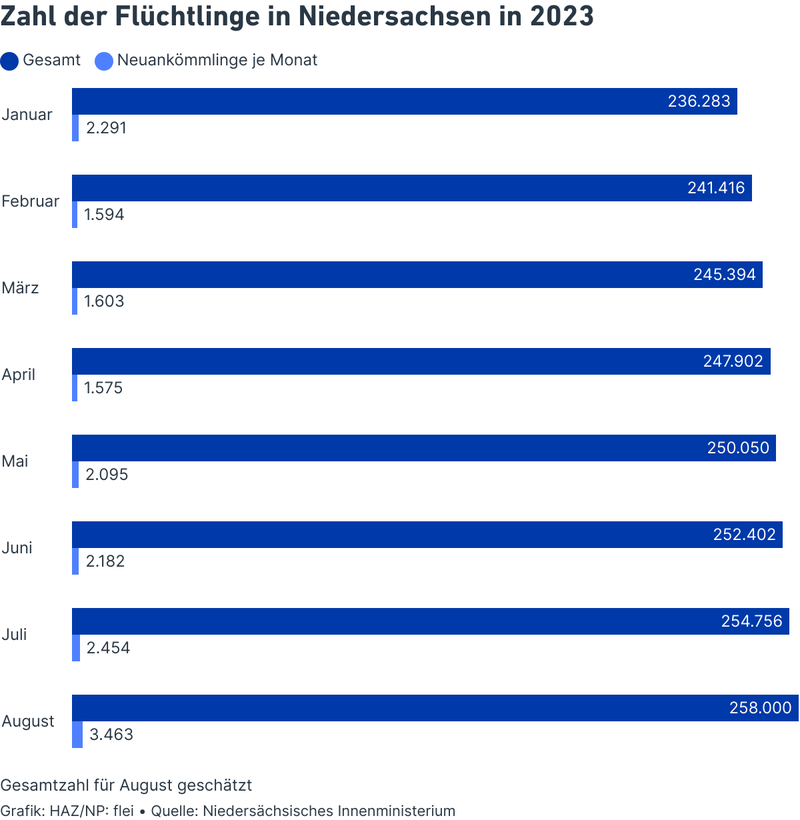 Zahl der Flüchtlinge in Niedersachsen in 2023
Gesamt Neuankömmlinge je Monat
Januar
236.283
2.291
Februar
241.416
1.594
März
245.394
1.603
April
247.902
1.575
Mai
250.050
2.095
Juni
252.402
2.182
Juli
254.756
2.454
August
258.000
3.463
Gesamtzahl für August geschätzt
Grafik: HAZ/NP: flei • Quelle: Niedersächsisches Innenministerium